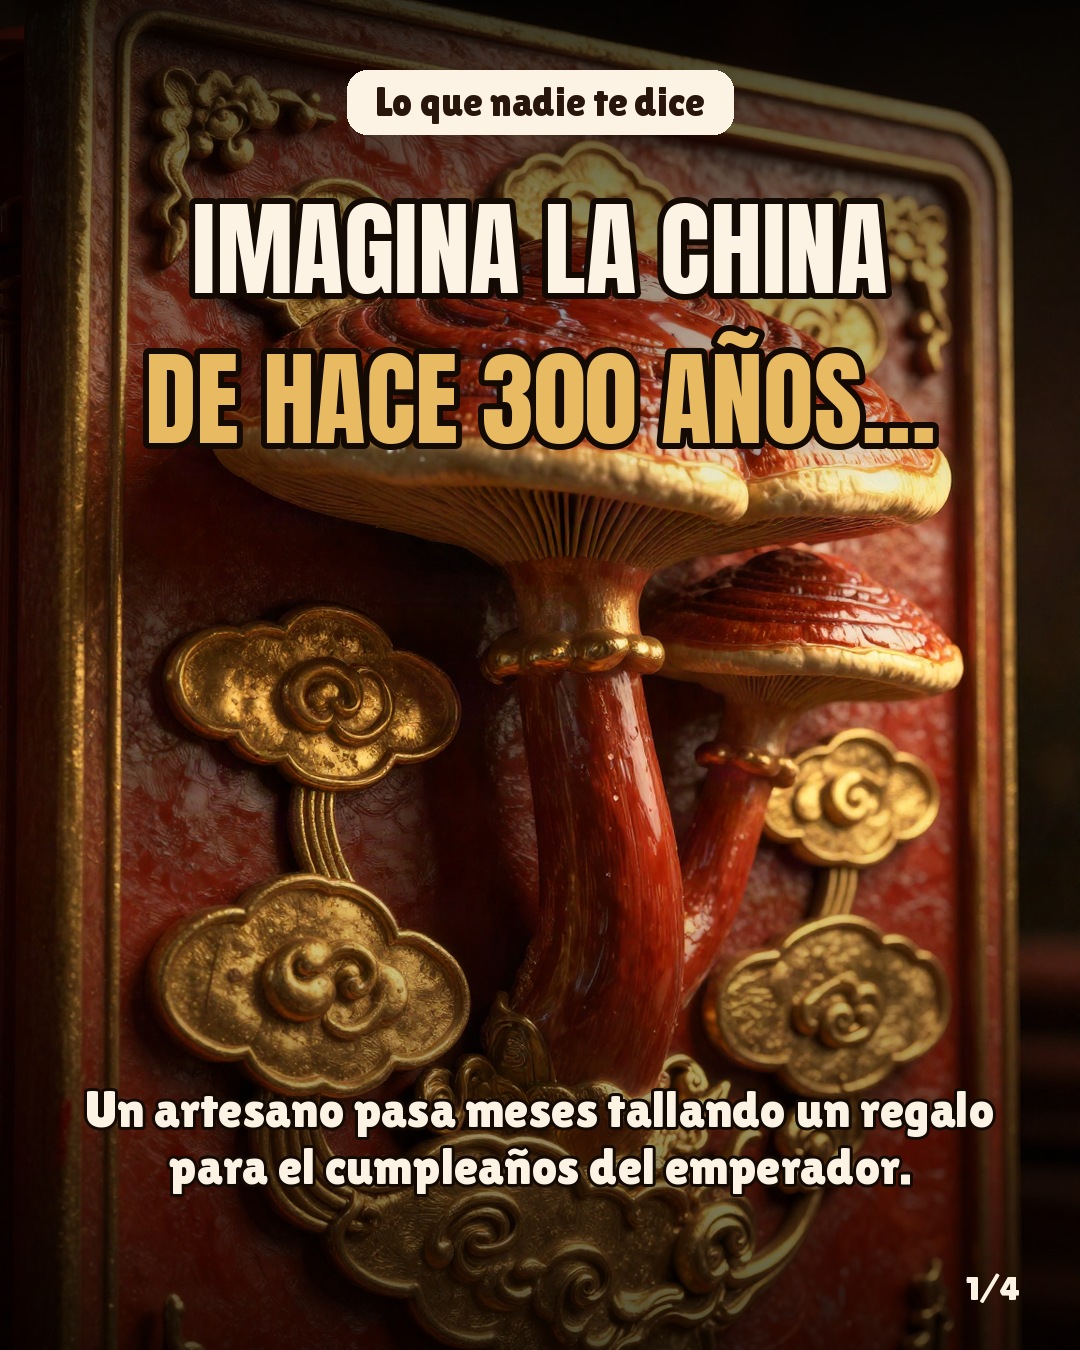 Lo que nadie te dice
IMAGINA LA CHINA
DE HACE 300 AÑOS...
Un artesano pasa meses tallando un regalo
para el cumpleaños del emperador.
1/4